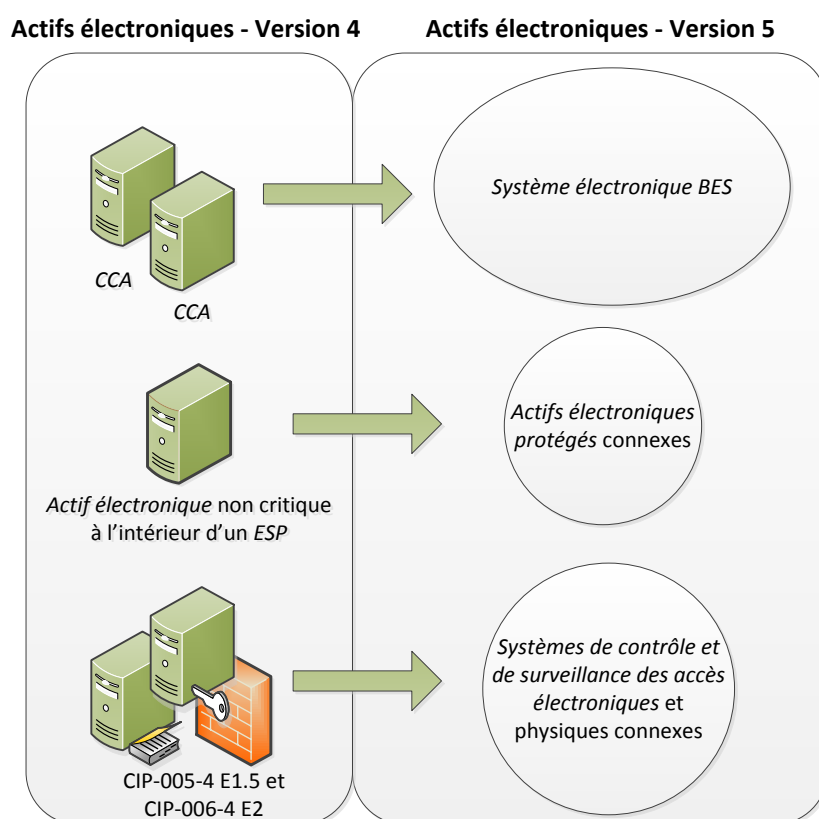 Actifs électroniques - Version 4
Actifs électroniques - Version 5
CCA
CCA
Système électronique BES
Actif électronique non critique
à l’intérieur d’un ESP
Actifs électroniques
protégés connexes
CIP-005-4 E1.5 et
CIP-006-4 E2
Systèmes de contrôle et
de surveillance des accès
électroniques et
physiques connexes